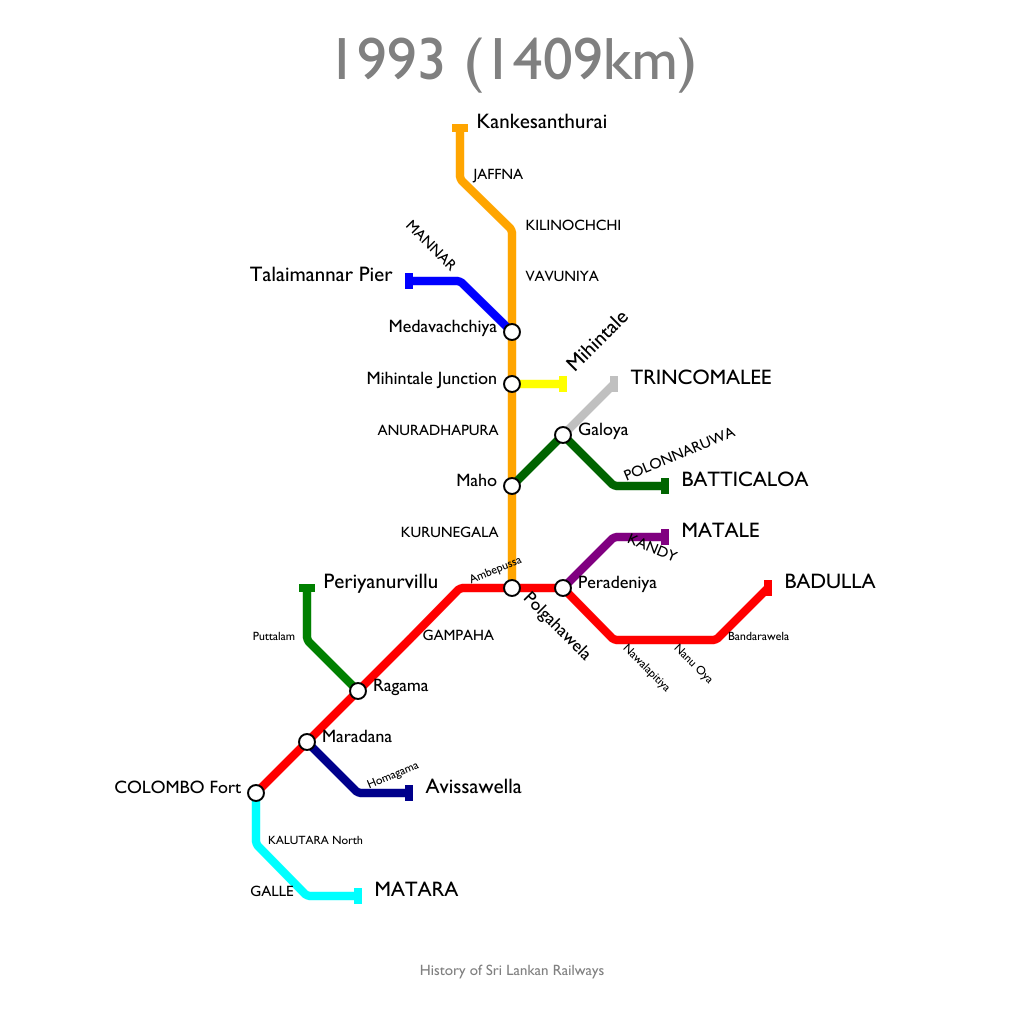 1993 (1409km)
Kankesanthurai
JAFFNA
MANNAR
KILINOCHCHI
Talaimannar Pier
VAVUNIYA
Medavachchiya
Mihintale
Mihintale Junction
TRINCOMALEE
ANURADHAPURA
Galoya
POLONNARUWA
Maho
BATTICALOA
KURUNEGALA
MATALE
KANDY
Ambepussa
Periyanurvillu
Peradeniya
BADULLA
Polgahawela
Puttalam
GAMPAHA
Nawalapitiya
Nanu Oya
Bandarawela
Ragama
Maradana
Homagama
COLOMBO Fort
Avissawella
KALUTARA North
GALLE
MATARA
History of Sri Lankan Railways